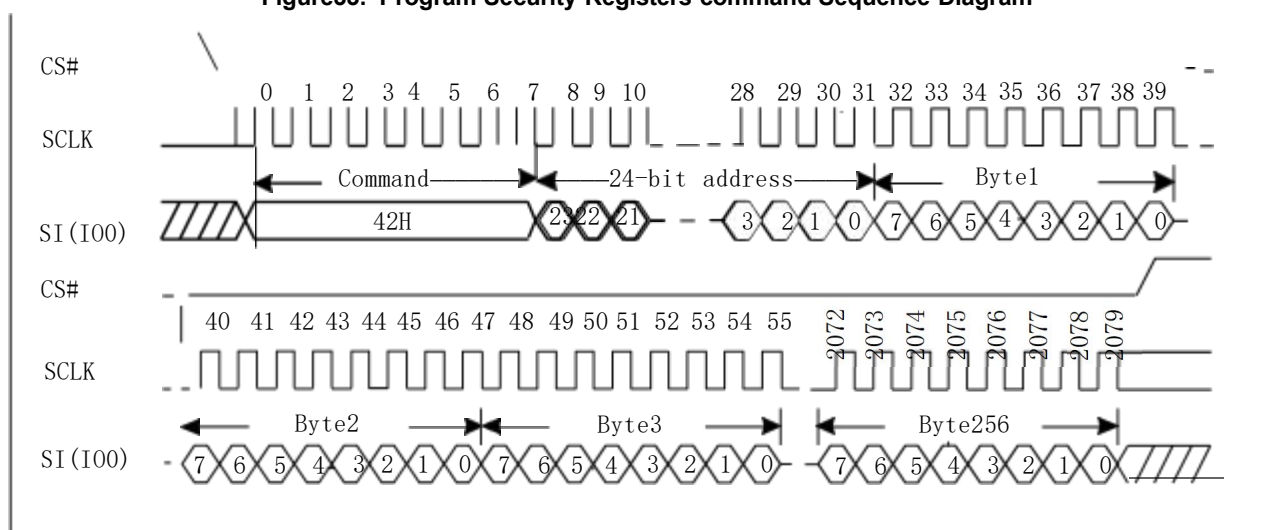 Program Security Registers command Sequence Diagram
CS#
0 1 2 3 4 5 6 7 8 9 10 28 29 30 31 32 33 34 35 36 37 38 39
SCLK
Command 24-bit address Byte1
SI(IO0) 42H 23 22 21 3 2 1 0 7 6 5 4 3 2 1 0
CS#
40 41 42 43 44 45 46 47 48 49 50 51 52 53 54 55 2072 2073 2074 2075 2076 2077 2078 2079
SCLK
Byte2 Byte3 Byte256
SI(IO0) 7 6 5 4 3 2 1 0 7 6 5 4 3 2 1 0 7 6 5 4 3 2 1 0